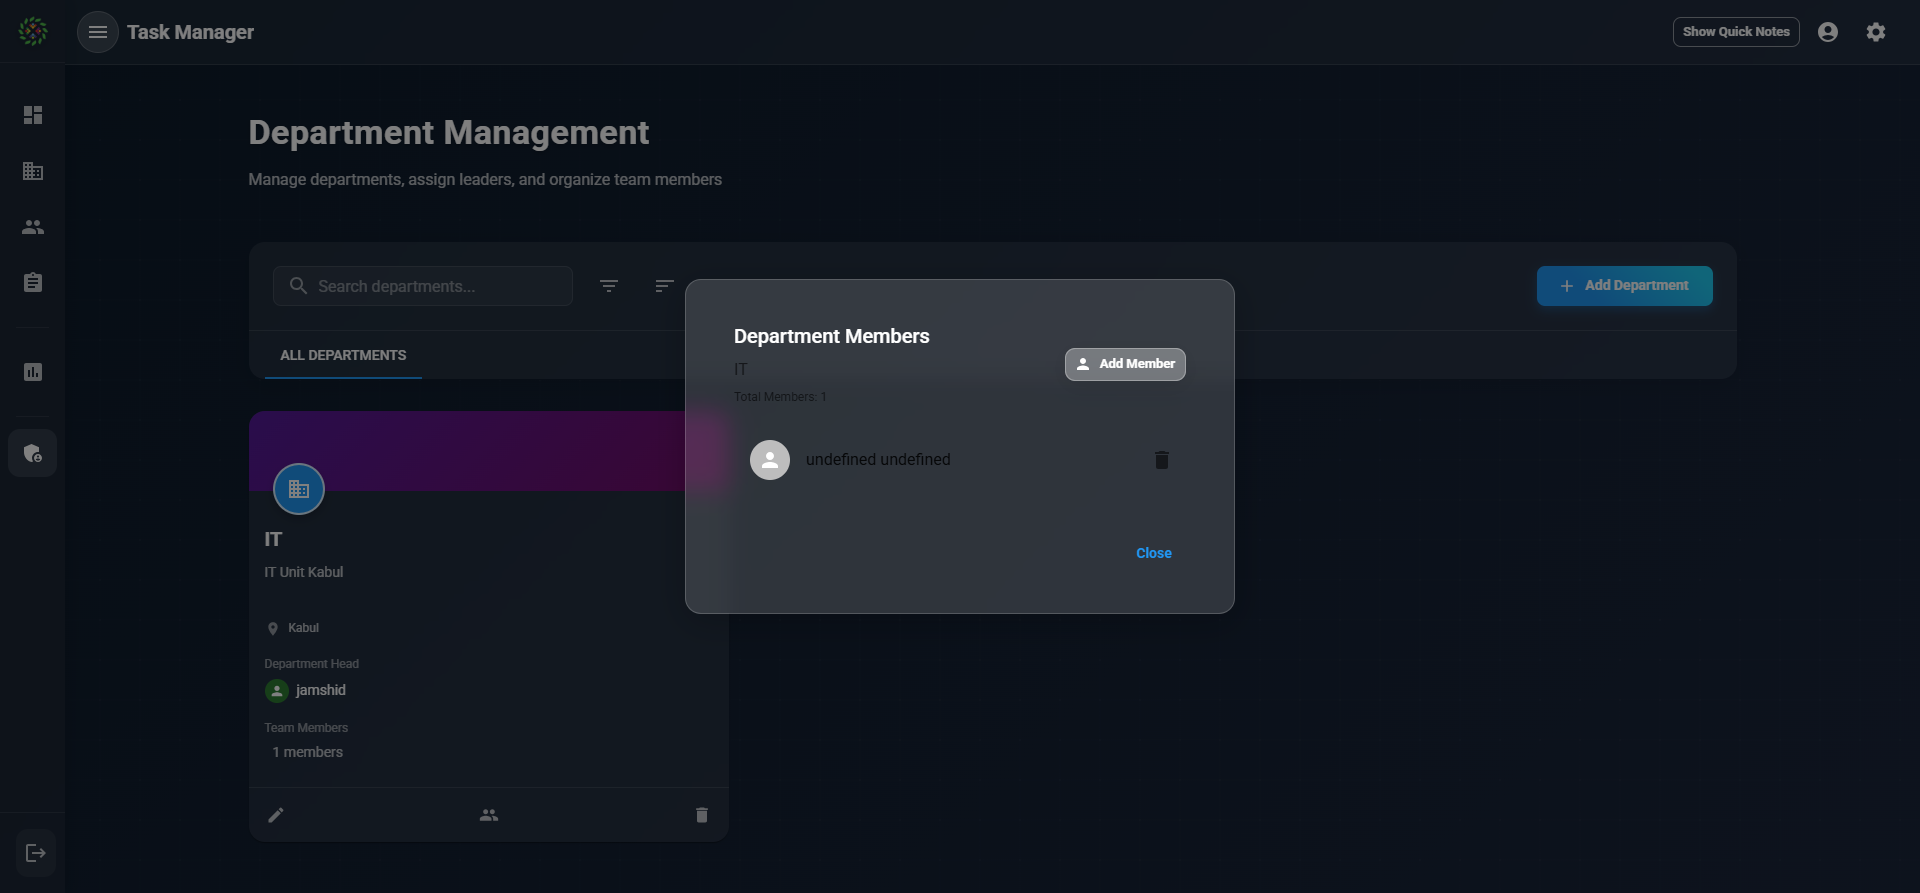 Task Manager
Show Quick Notes
Department Management
Manage departments, assign leaders, and organize team members
Search departments...
Add Department
ALL DEPARTMENTS
Department Members
IT
Add Member
Total Members: 1
undefined undefined
Close
IT
IT Unit Kabul
Kabul
Department Head
jamshid
Team Members
1 members